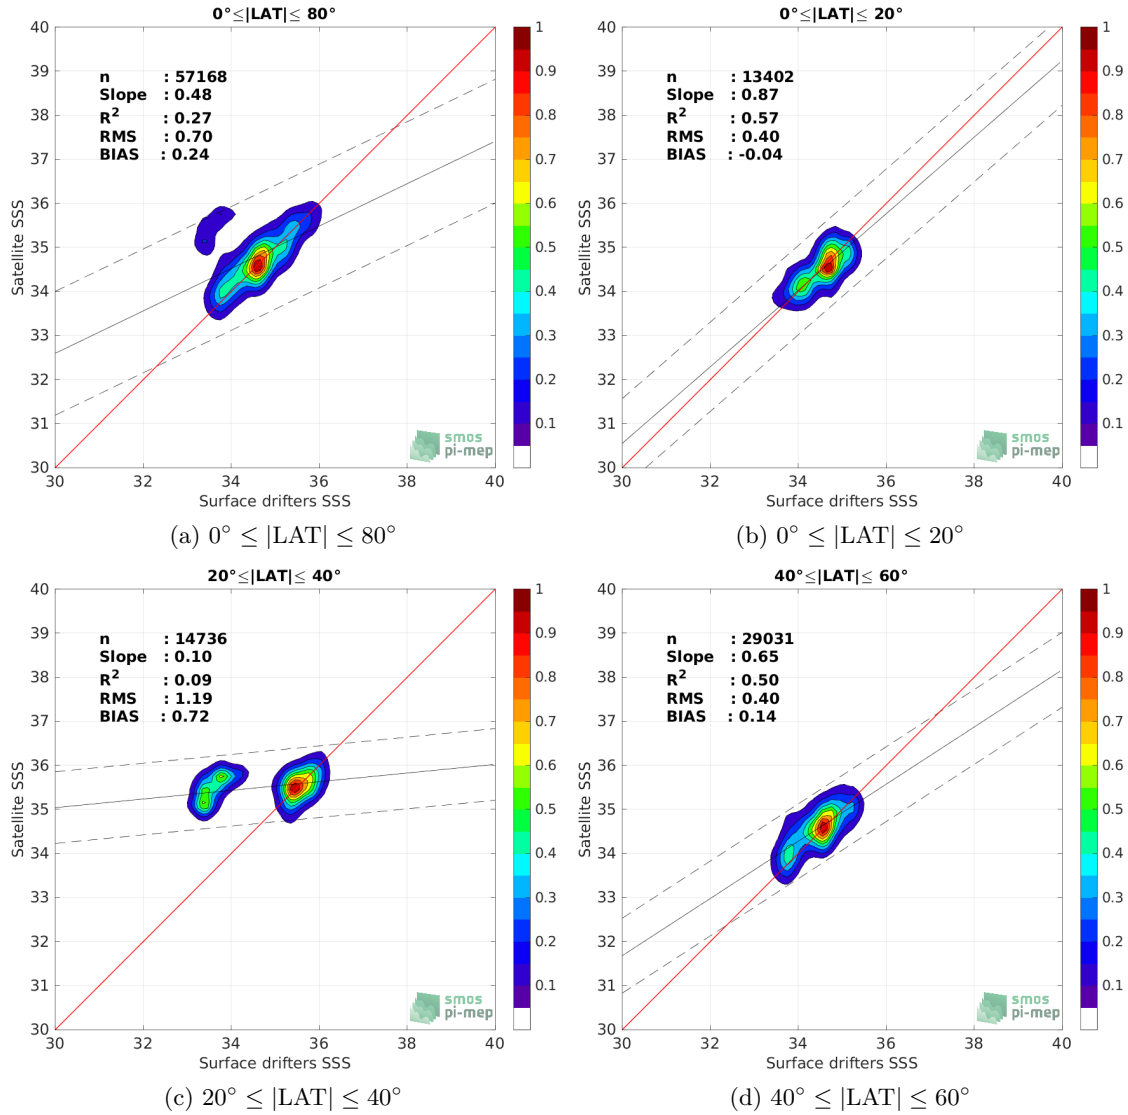 0°≤|LAT|≤ 80°
n : 57168
Slope : 0.48
R² : 0.27
RMS : 0.70
BIAS : 0.24
Satellite SSS
40
39
38
37
36
35
34
33
32
31
30
30 32 34 36 38 40
Surface drifters SSS
smos
pi-mep
1
0.9
0.8
0.7
0.6
0.5
0.4
0.3
0.2
0.1
(a) 0° ≤ |LAT| ≤ 80°
0°≤|LAT|≤ 20°
n : 13402
Slope : 0.87
R² : 0.57
RMS : 0.40
BIAS : -0.04
Satellite SSS
40
39
38
37
36
35
34
33
32
31
30
30 32 34 36 38 40
Surface drifters SSS
smos
pi-mep
1
0.9
0.8
0.7
0.6
0.5
0.4
0.3
0.2
0.1
(b) 0° ≤ |LAT| ≤ 20°
20°≤|LAT|≤ 40°
n : 14736
Slope : 0.10
R² : 0.09
RMS : 1.19
BIAS : 0.72
Satellite SSS
40
39
38
37
36
35
34
33
32
31
30
30 32 34 36 38 40
Surface drifters SSS
smos
pi-mep
1
0.9
0.8
0.7
0.6
0.5
0.4
0.3
0.2
0.1
(c) 20° ≤ |LAT| ≤ 40°
40°≤|LAT|≤ 60°
n : 29031
Slope : 0.65
R² : 0.50
RMS : 0.40
BIAS : 0.14
Satellite SSS
40
39
38
37
36
35
34
33
32
31
30
30 32 34 36 38 40
Surface drifters SSS
smos
pi-mep
1
0.9
0.8
0.7
0.6
0.5
0.4
0.3
0.2
0.1
(d) 40° ≤ |LAT| ≤ 60°